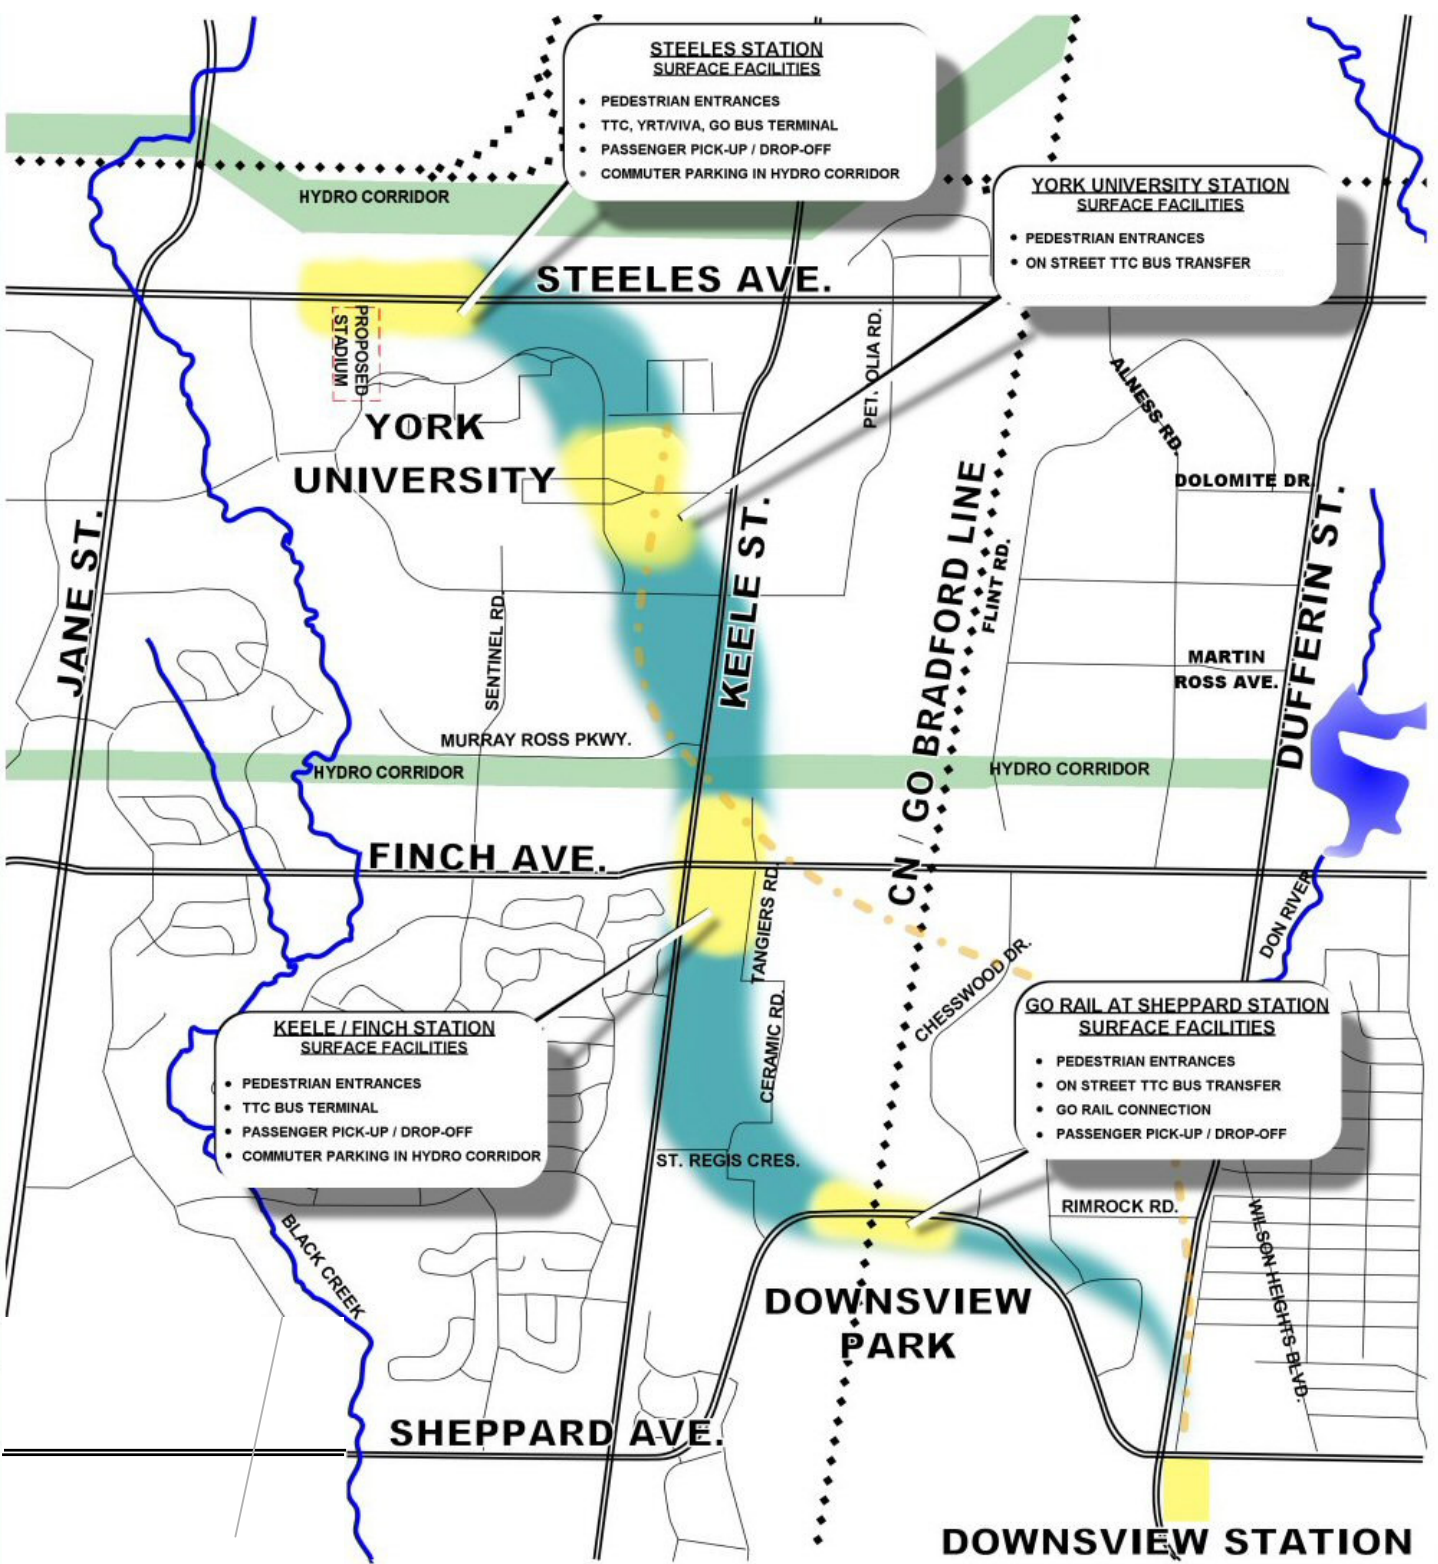 STEELES STATION
SURFACE FACILITIES
• PEDESTRIAN ENTRANCES
• TTC, YRT/VIVA, GO BUS TERMINAL
• PASSENGER PICK-UP / DROP-OFF
• COMMUTER PARKING IN HYDRO CORRIDOR
YORK UNIVERSITY STATION
SURFACE FACILITIES
• PEDESTRIAN ENTRANCES
• ON STREET TTC BUS TRANSFER
HYDRO CORRIDOR
STEELES AVE.
PROPOSED
STADIUM
YORK
UNIVERSITY
ALNESS RD.
DOLOMITE DR
JANE ST.
KEELE ST.
CN / GO BRADFORD LINE
FLINT RD.
DUFFERIN ST.
SENTINEL RD.
MARTIN
ROSS AVE.
MURRAY ROSS PKWY.
HYDRO CORRIDOR
HYDRO CORRIDOR
FINCH AVE.
TANGIERS RD.
DON RIVER
CHESSWOOD DR.
CERAMIC RD.
KEELE / FINCH STATION
SURFACE FACILITIES
• PEDESTRIAN ENTRANCES
• TTC BUS TERMINAL
• PASSENGER PICK-UP / DROP-OFF
• COMMUTER PARKING IN HYDRO CORRIDOR
GO RAIL AT SHEPPARD STATION
SURFACE FACILITIES
• PEDESTRIAN ENTRANCES
• ON STREET TTC BUS TRANSFER
• GO RAIL CONNECTION
• PASSENGER PICK-UP / DROP-OFF
ST. REGIS CRES.
RIMROCK RD.
BLACK CREEK
WILSON HEIGHTS BLVD.
DOWNSVIEW
PARK
SHEPPARD AVE.
DOWNSVIEW STATION